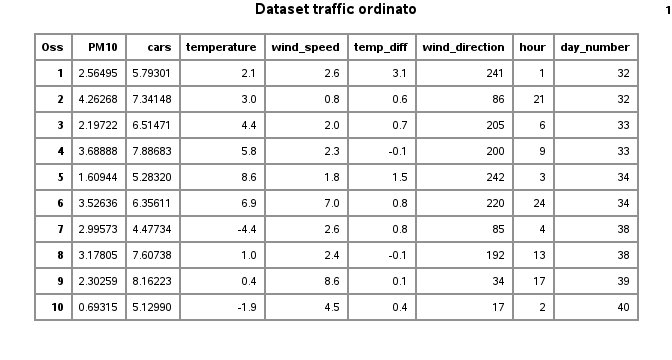 Dataset traffic ordinato 1
Oss PM10 cars temperature wind_speed temp_diff wind_direction hour day_number
1 2.56495 5.79301 2.1 2.6 3.1 241 1 32
2 4.26268 7.34148 3.0 0.8 0.6 86 21 32
3 2.19722 6.51471 4.4 2.0 0.7 205 6 33
4 3.68888 7.88683 5.8 2.3 -0.1 200 9 33
5 1.60944 5.28320 8.6 1.8 1.5 242 3 34
6 3.52636 6.35611 6.9 7.0 0.8 220 24 34
7 2.99573 4.47734 -4.4 2.6 0.8 85 4 38
8 3.17805 7.60738 1.0 2.4 -0.1 192 13 38
9 2.30259 8.16223 0.4 8.6 0.1 34 17 39
10 0.69315 5.12990 -1.9 4.5 0.4 17 2 40